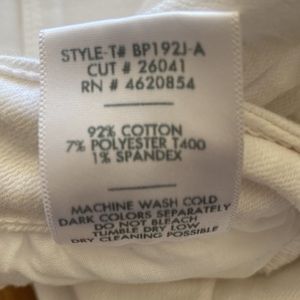 STYLE-T# BP192J-A
CUT # 26041
RN # 4620854
92% COTTON
7% POLYESTER T400
1% SPANDEX
MACHINE WASH COLD
DARK COLORS SEPARATELY
DO NOT BLEACH
TUMBLE DRY LOW
DRY CLEANING POSSIBLE